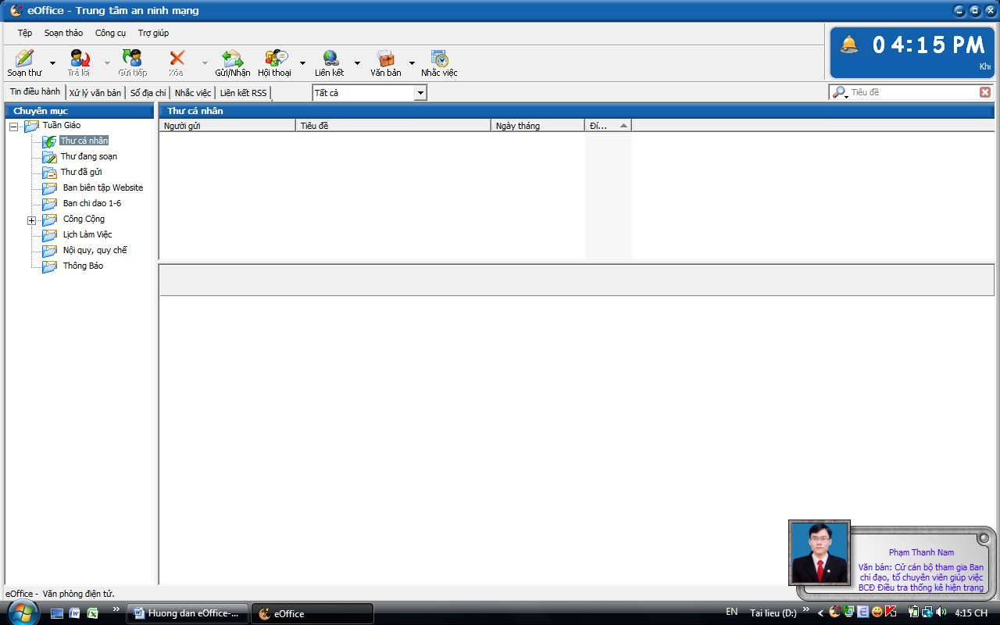 eOffice - Trung tâm an ninh mạng
Tệp Soạn thảo Công cụ Trợ giúp
04:15 PM
Soạn thư Trả lời Gửi tiếp Xóa Gửi/Nhận Hội thoại Liên kết Văn bản Nhắc việc
Tin điều hành Xử lý văn bản Sổ địa chỉ Nhắc việc Liên kết RSS Tất cả Tiêu đề
Chuyên mục
Tuần Giáo
Thư cá nhân
Thư đang soạn
Thư đã gửi
Ban biên tập Website
Ban chi dao 1-6
Công Cộng
Lịch Làm Việc
Nội quy, quy chế
Thông Báo
Thư cá nhân
Người gửi Tiêu đề Ngày tháng Đí...
Phạm Thanh Nam
Văn bản: Cử cán bộ tham gia Ban
chỉ đạo, tổ chuyên viên giúp việc
BCĐ Điều tra thống kê hiện trạng
eOffice - Văn phòng điện tử.
Huong dan eOffice-... eOffice EN Tai lieu (D:) 4:15 CH